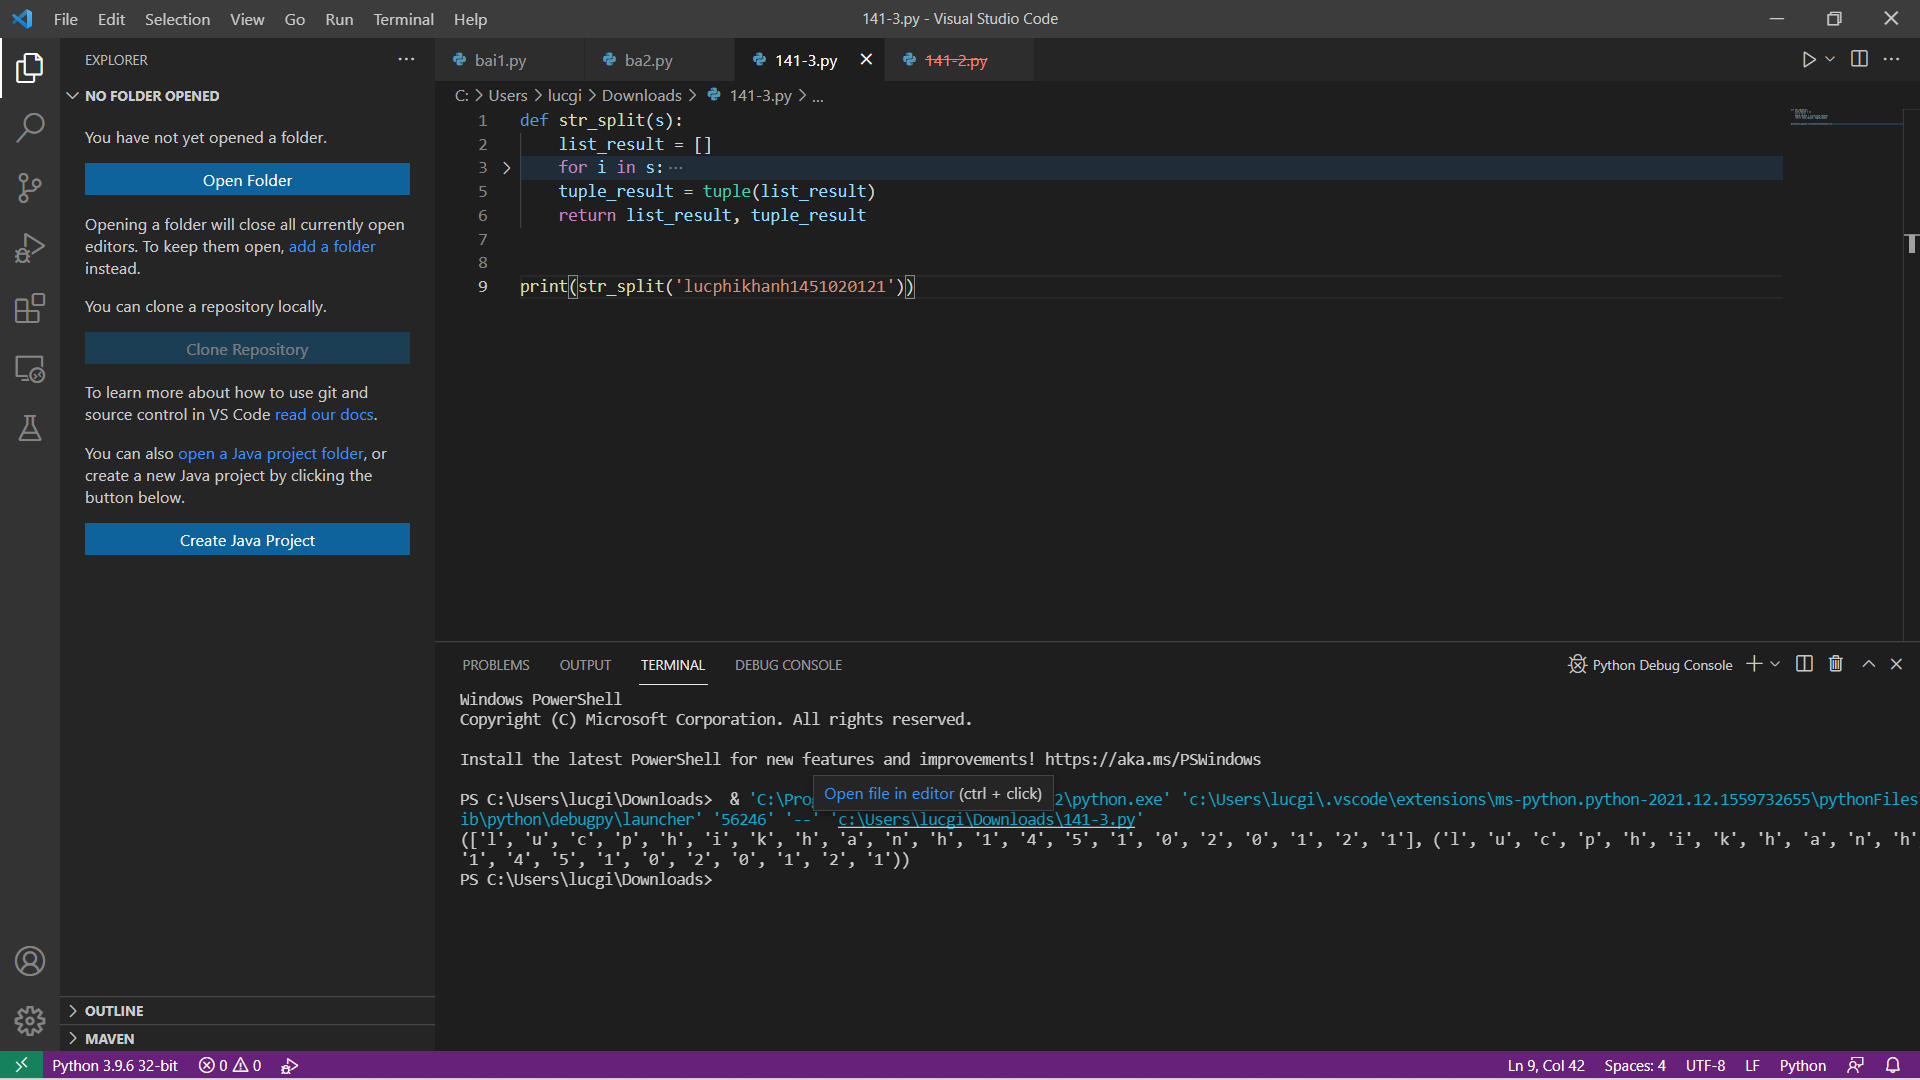 File Edit Selection View Go Run Terminal Help
141-3.py - Visual Studio Code
EXPLORER
NO FOLDER OPENED
You have not yet opened a folder.
Open Folder
Opening a folder will close all currently open
editors. To keep them open, add a folder
instead.
You can clone a repository locally.
Clone Repository
To learn more about how to use git and
source control in VS Code read our docs.
You can also open a Java project folder, or
create a new Java project by clicking the
button below.
Create Java Project
OUTLINE
MAVEN
bai1.py ba2.py 141-3.py 141-2.py
C: > Users > lucgi > Downloads > 141-3.py > ...
1 def str_split(s):
2     list_result = []
3     for i in s:···
5     tuple_result = tuple(list_result)
6     return list_result, tuple_result
7
8
9 print(str_split('lucphikhanh1451020121'))
PROBLEMS OUTPUT TERMINAL DEBUG CONSOLE
Python Debug Console
Windows PowerShell
Copyright (C) Microsoft Corporation. All rights reserved.
Install the latest PowerShell for new features and improvements! https://aka.ms/PSWindows
Open file in editor (ctrl + click)
PS C:\Users\lucgi\Downloads>  & 'C:\Prog 2\python.exe' 'c:\Users\lucgi\.vscode\extensions\ms-python.python-2021.12.1559732655\pythonFiles
ib\python\debugpy\launcher' '56246' '--' 'c:\Users\lucgi\Downloads\141-3.py'
(['l', 'u', 'c', 'p', 'h', 'i', 'k', 'h', 'a', 'n', 'h', '1', '4', '5', '1', '0', '2', '0', '1', '2', '1'], ('l', 'u', 'c', 'p', 'h', 'i', 'k', 'h', 'a', 'n', 'h'
'1', '4', '5', '1', '0', '2', '0', '1', '2', '1'))
PS C:\Users\lucgi\Downloads>
Python 3.9.6 32-bit 0 0
Ln 9, Col 42 Spaces: 4 UTF-8 LF Python